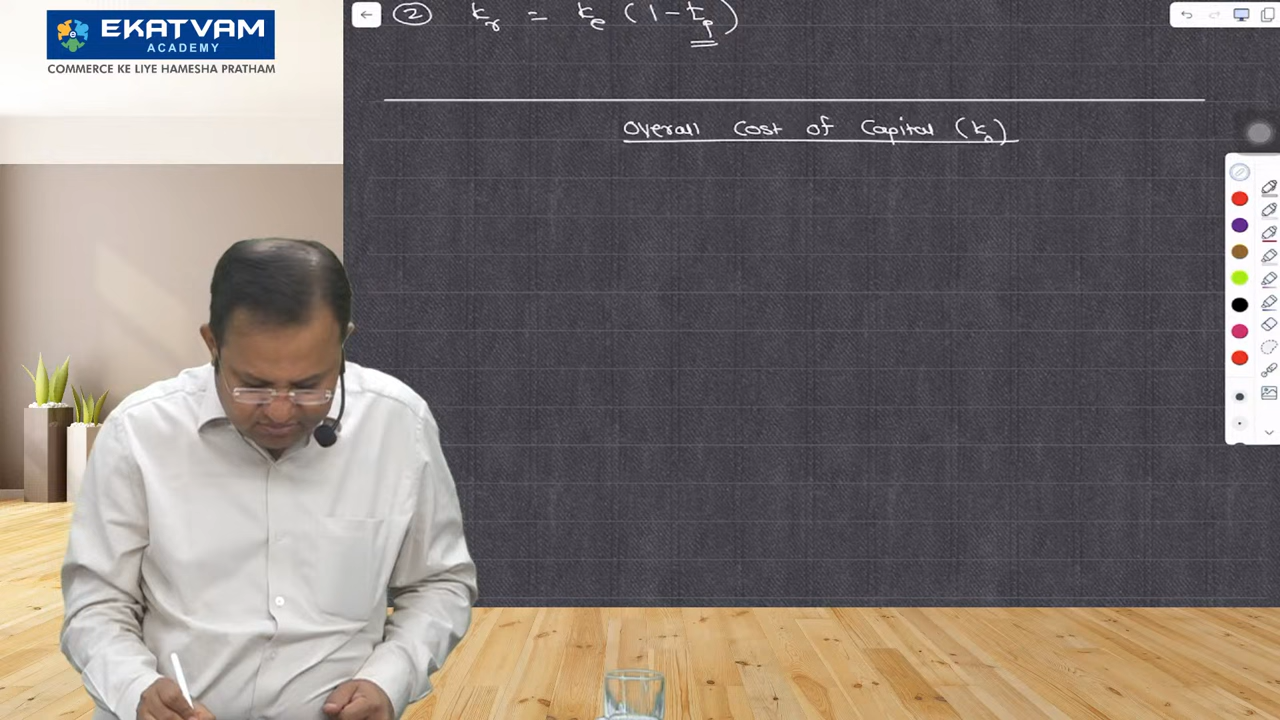 EKATVAM
ACADEMY
COMMERCE KE LIYE HAMESHA PRATHAM
② kr = ke (1-tp)
Overall Cost of Capital (ko)